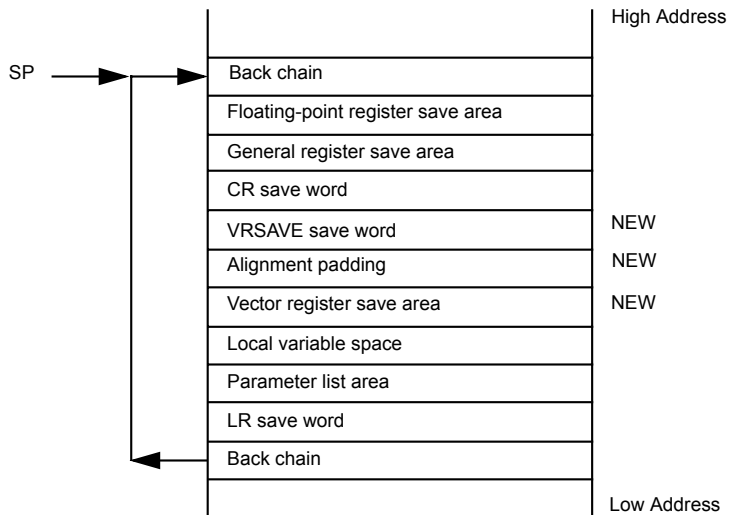 High Address
SP
Back chain
Floating-point register save area
General register save area
CR save word
VRSAVE save word
NEW
Alignment padding
NEW
Vector register save area
NEW
Local variable space
Parameter list area
LR save word
Back chain
Low Address